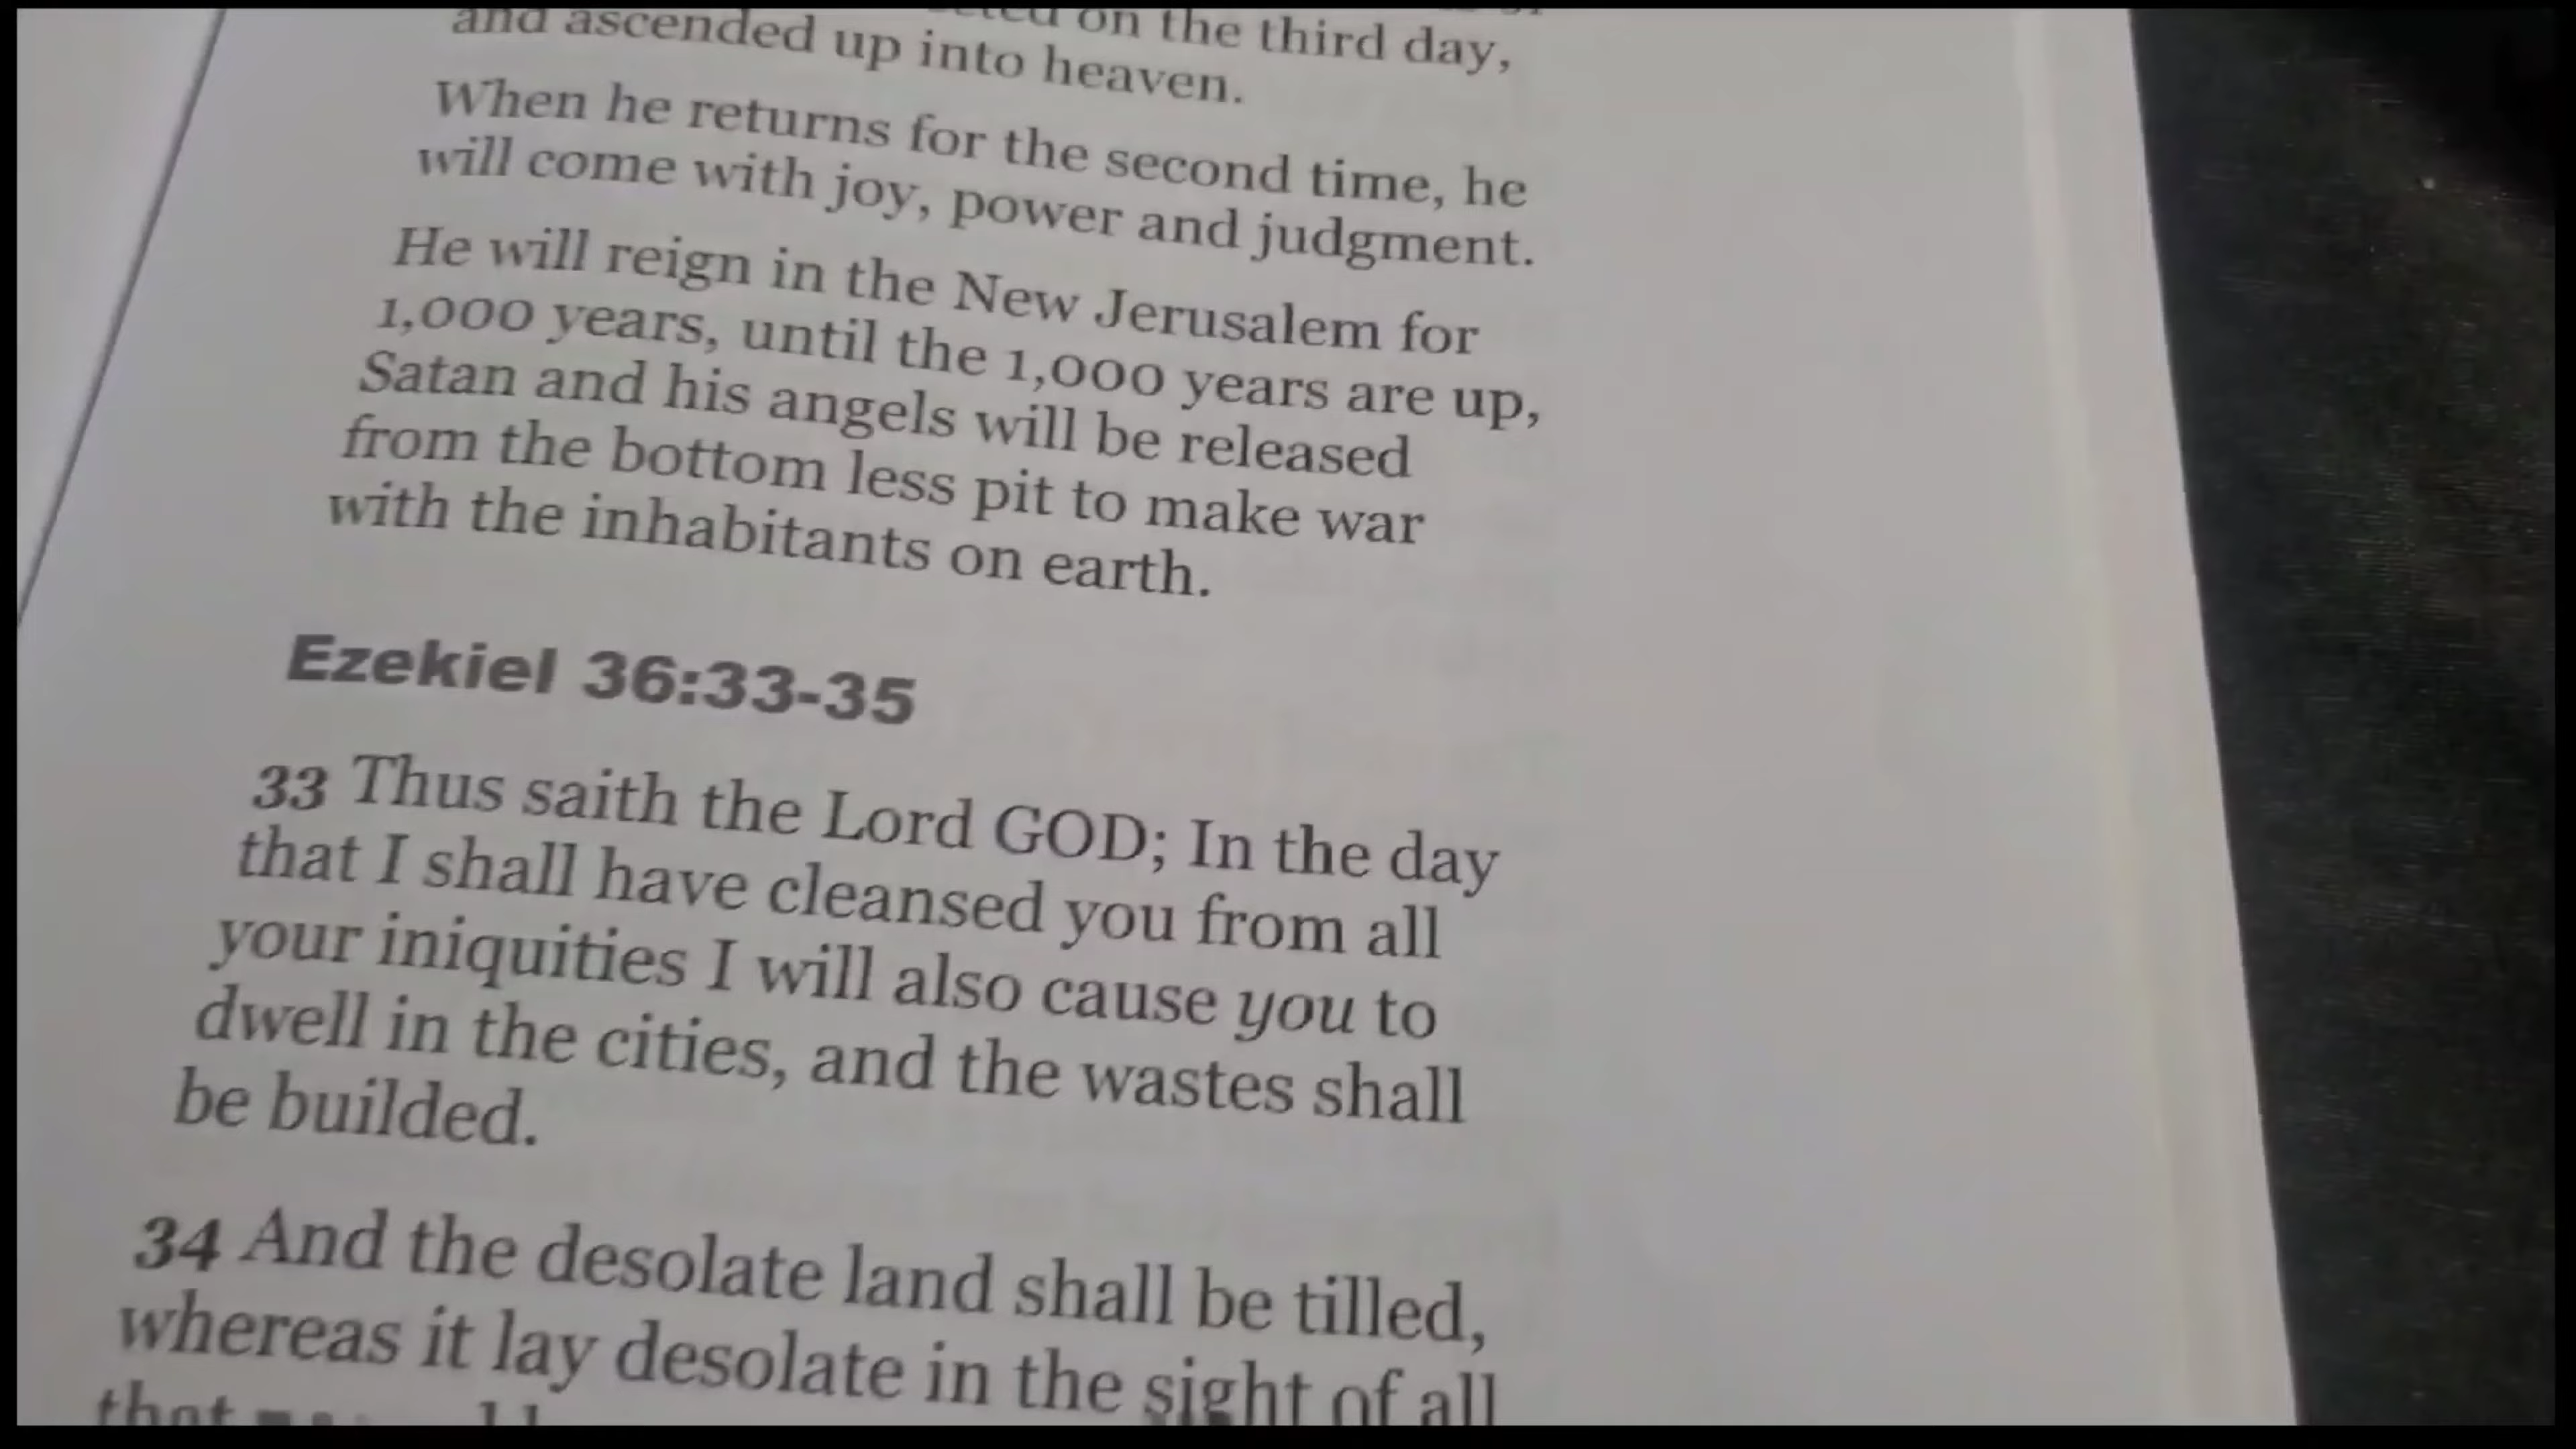 on the third day,
and ascended up into heaven.
When he returns for the second time, he
will come with joy, power and judgment.
He will reign in the New Jerusalem for
1,000 years, until the 1,000 years are up,
Satan and his angels will be released
from the bottom less pit to make war
with the inhabitants on earth.
Ezekiel 36:33-35
33 Thus saith the Lord GOD; In the day
that I shall have cleansed you from all
your iniquities I will also cause you to
dwell in the cities, and the wastes shall
be builded.
34 And the desolate land shall be tilled,
whereas it lay desolate in the sight of all
that